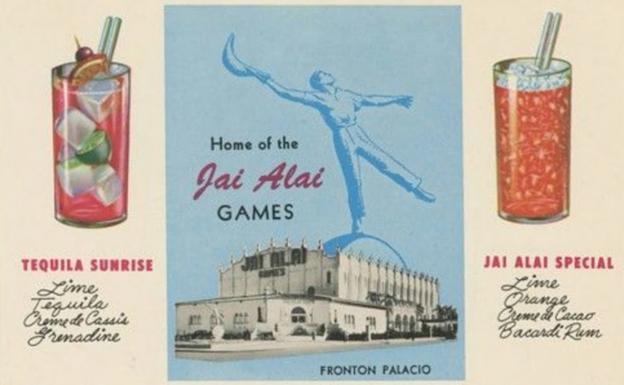 TEQUILA SUNRISE
Lime
Tequila
Creme de Cassis
Grenadine
Home of the
Jai Alai
GAMES
JAI ALAI
GAMES
FRONTON PALACIO
JAI ALAI SPECIAL
Lime
Orange
Creme de Cacao
Bacardi Rum